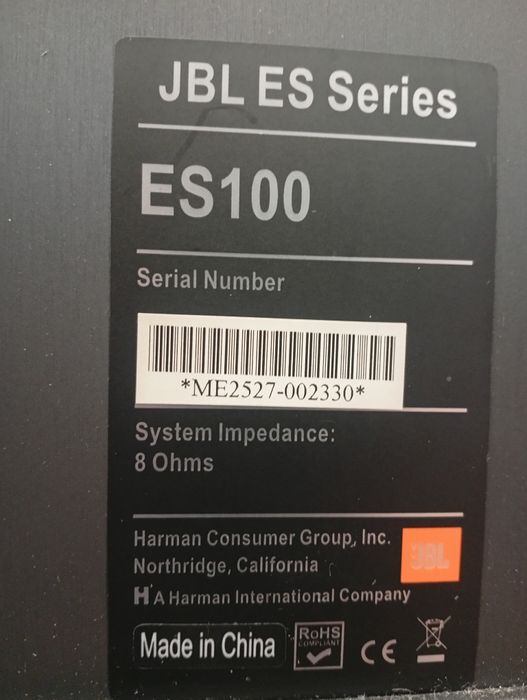 JBL ES Series
ES100
Serial Number
*ME2527-002330*
System Impedance:
8 Ohms
Harman Consumer Group, Inc.
Northridge, California
JBL
H A Harman International Company
Made in China
RoHS
COMPLIANT
CE